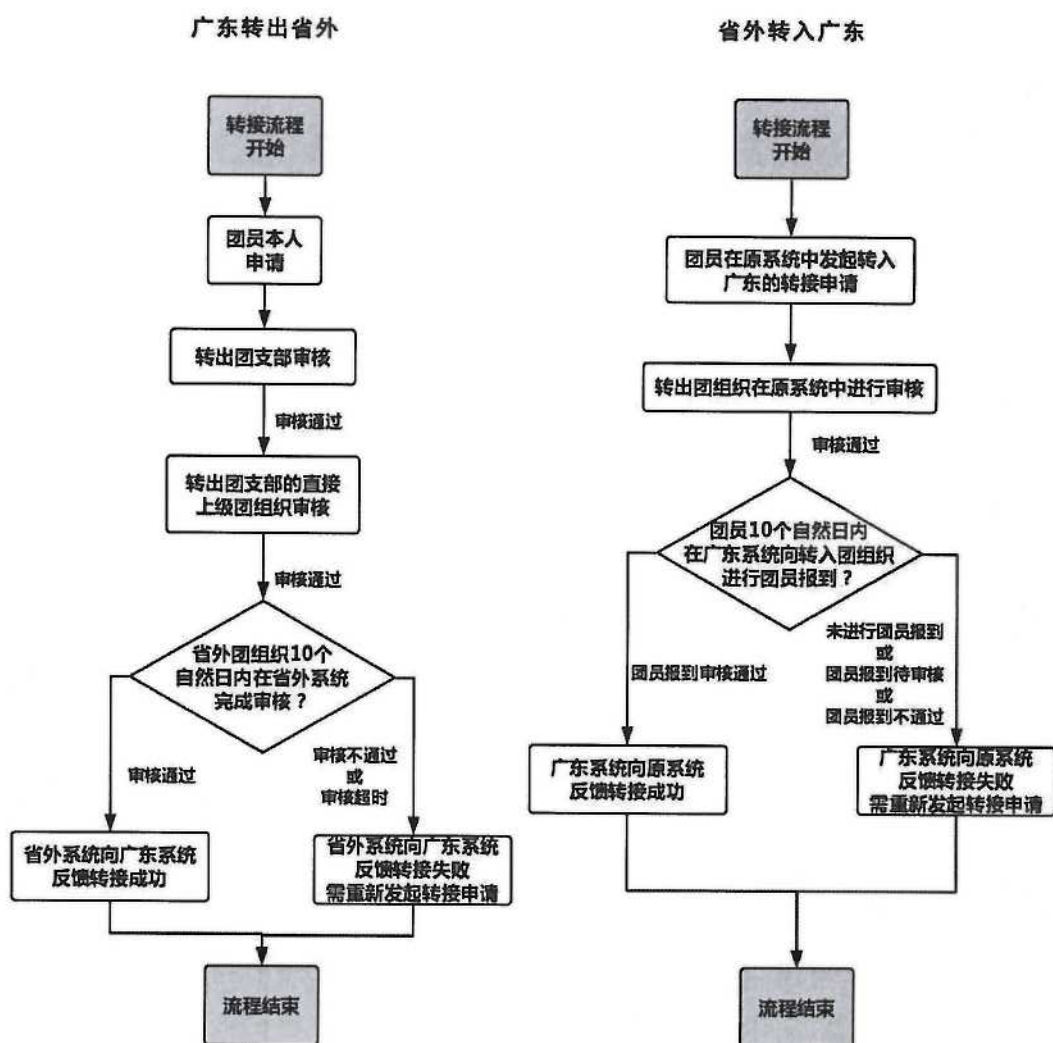 广东转出省外
转接流程
开始
团员本人
申请
转出团支部审核
审核通过
转出团支部的直接
上级团组织审核
审核通过
省外团组织10个
自然日内在省外系统
完成审核？
审核通过
审核不通过
或
审核超时
省外系统向广东系统
反馈转接成功
省外系统向广东系统
反馈转接失败
需重新发起转接申请
流程结束
省外转入广东
转接流程
开始
团员在原系统中发起转入
广东的转接申请
转出团组织在原系统中进行审核
审核通过
团员10个自然日内
在广东系统向转入团组织
进行团员报到？
团员报到审核通过
未进行团员报到
或
团员报到待审核
或
团员报到不通过
广东系统向原系统
反馈转接成功
广东系统向原系统
反馈转接失败
需重新发起转接申请
流程结束